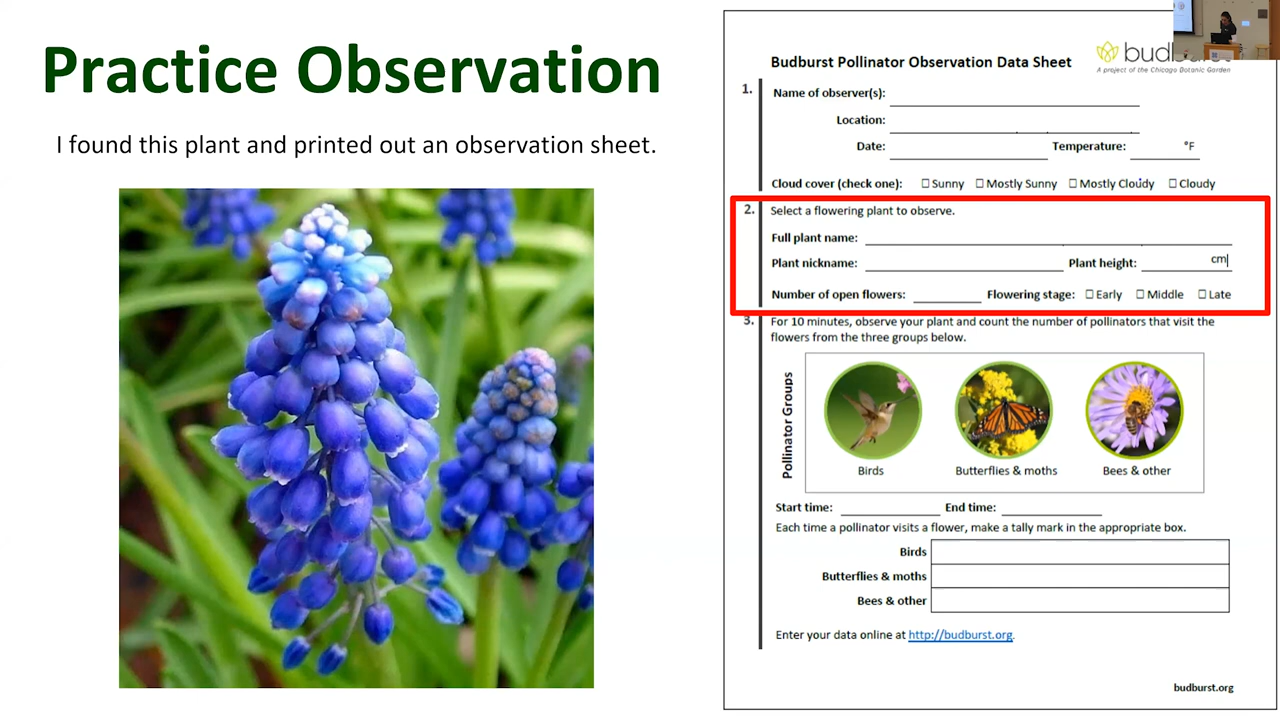 Practice Observation
I found this plant and printed out an observation sheet.
Budburst Pollinator Observation Data Sheet
A project of the Chicago Botanic Garden
1.
Name of observer(s):
Location:
Date: Temperature: °F
Cloud cover (check one): ☐ Sunny ☐ Mostly Sunny ☐ Mostly Cloudy ☐ Cloudy
2. Select a flowering plant to observe.
Full plant name:
Plant nickname: Plant height: cm
Number of open flowers: Flowering stage: ☐ Early ☐ Middle ☐ Late
3. For 10 minutes, observe your plant and count the number of pollinators that visit the
flowers from the three groups below.
Pollinator Groups
Birds Butterflies & moths Bees & other
Start time: End time:
Each time a pollinator visits a flower, make a tally mark in the appropriate box.
Birds
Butterflies & moths
Bees & other
Enter your data online at http://budburst.org.
budburst.org